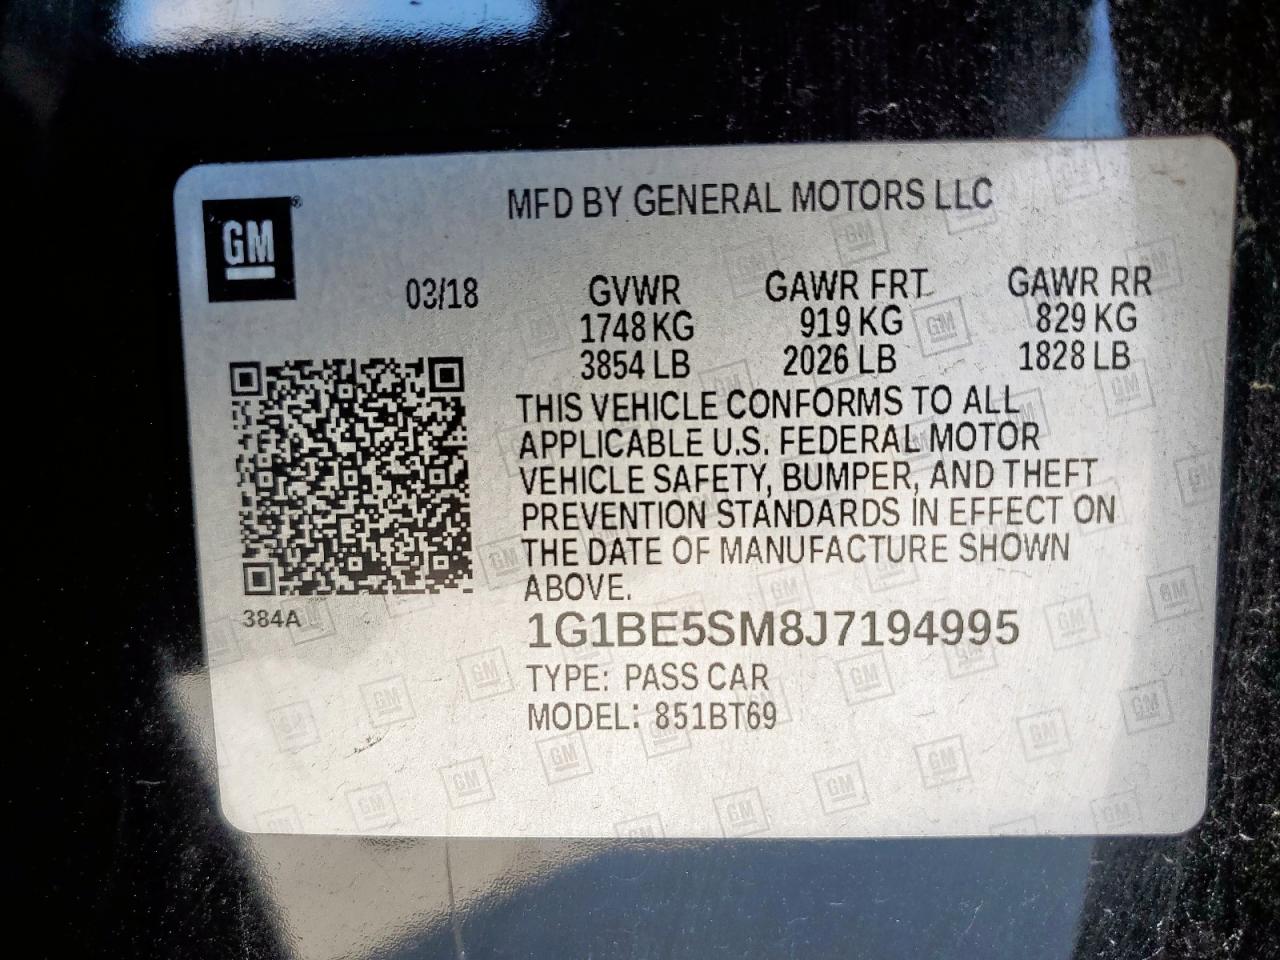 GM®
MFD BY GENERAL MOTORS LLC
03/18
GVWR
1748 KG
3854 LB
GAWR FRT
919 KG
2026 LB
GAWR RR
829 KG
1828 LB
THIS VEHICLE CONFORMS TO ALL
APPLICABLE U.S. FEDERAL MOTOR
VEHICLE SAFETY, BUMPER, AND THEFT
PREVENTION STANDARDS IN EFFECT ON
THE DATE OF MANUFACTURE SHOWN
ABOVE.
384A
1G1BE5SM8J7194995
TYPE: PASS CAR
MODEL: 851BT69